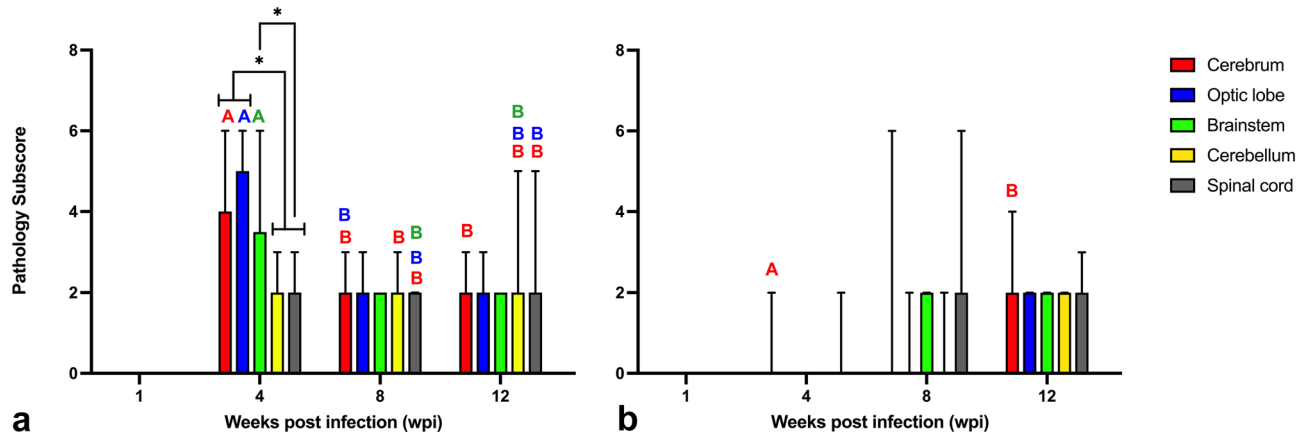 *
*
8
6
4
2
0
Pathology Subscore
A A A
B
B
B
B
B
B
B
B
B
B
B
B
B
1 4 8 12
Weeks post infection (wpi)
a
8
6
4
2
0
A
B
1 4 8 12
Weeks post infection (wpi)
b
Cerebrum
Optic lobe
Brainstem
Cerebellum
Spinal cord